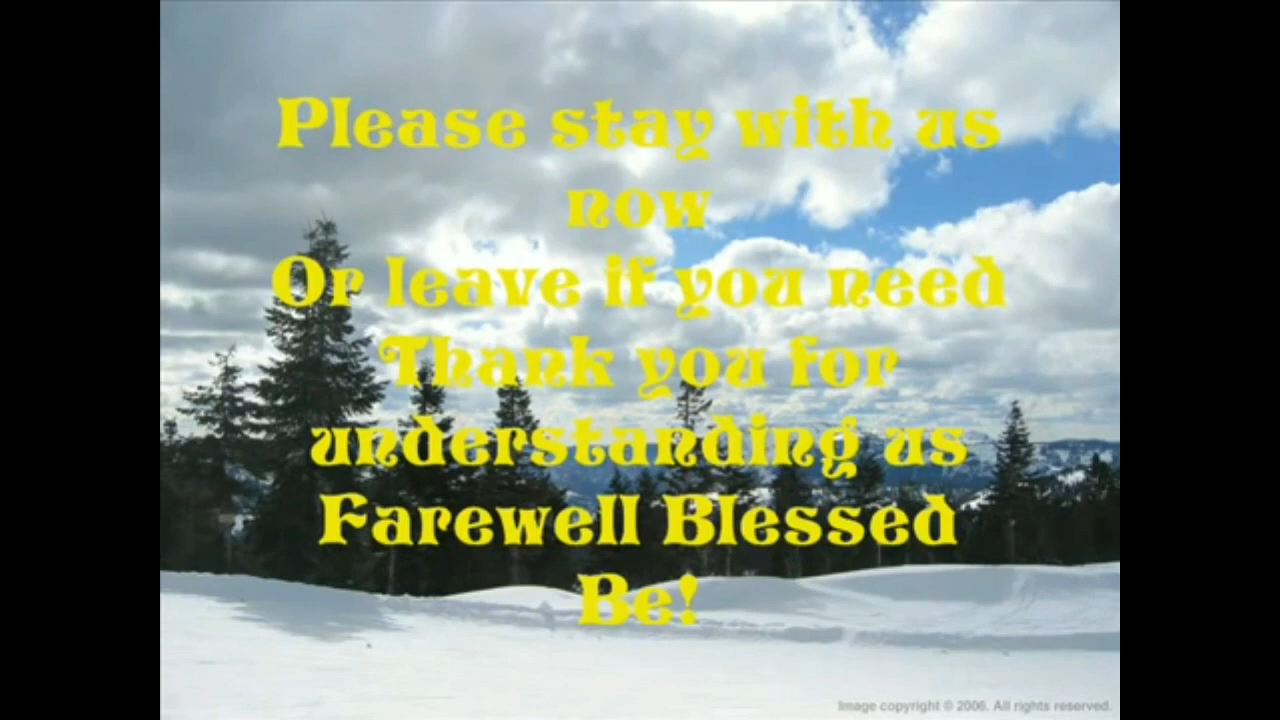 Please stay with us
now
Or leave if you need
Thank you for
understanding us
Farewell Blessed
Be!
Image copyright © 2006. All rights reserved.